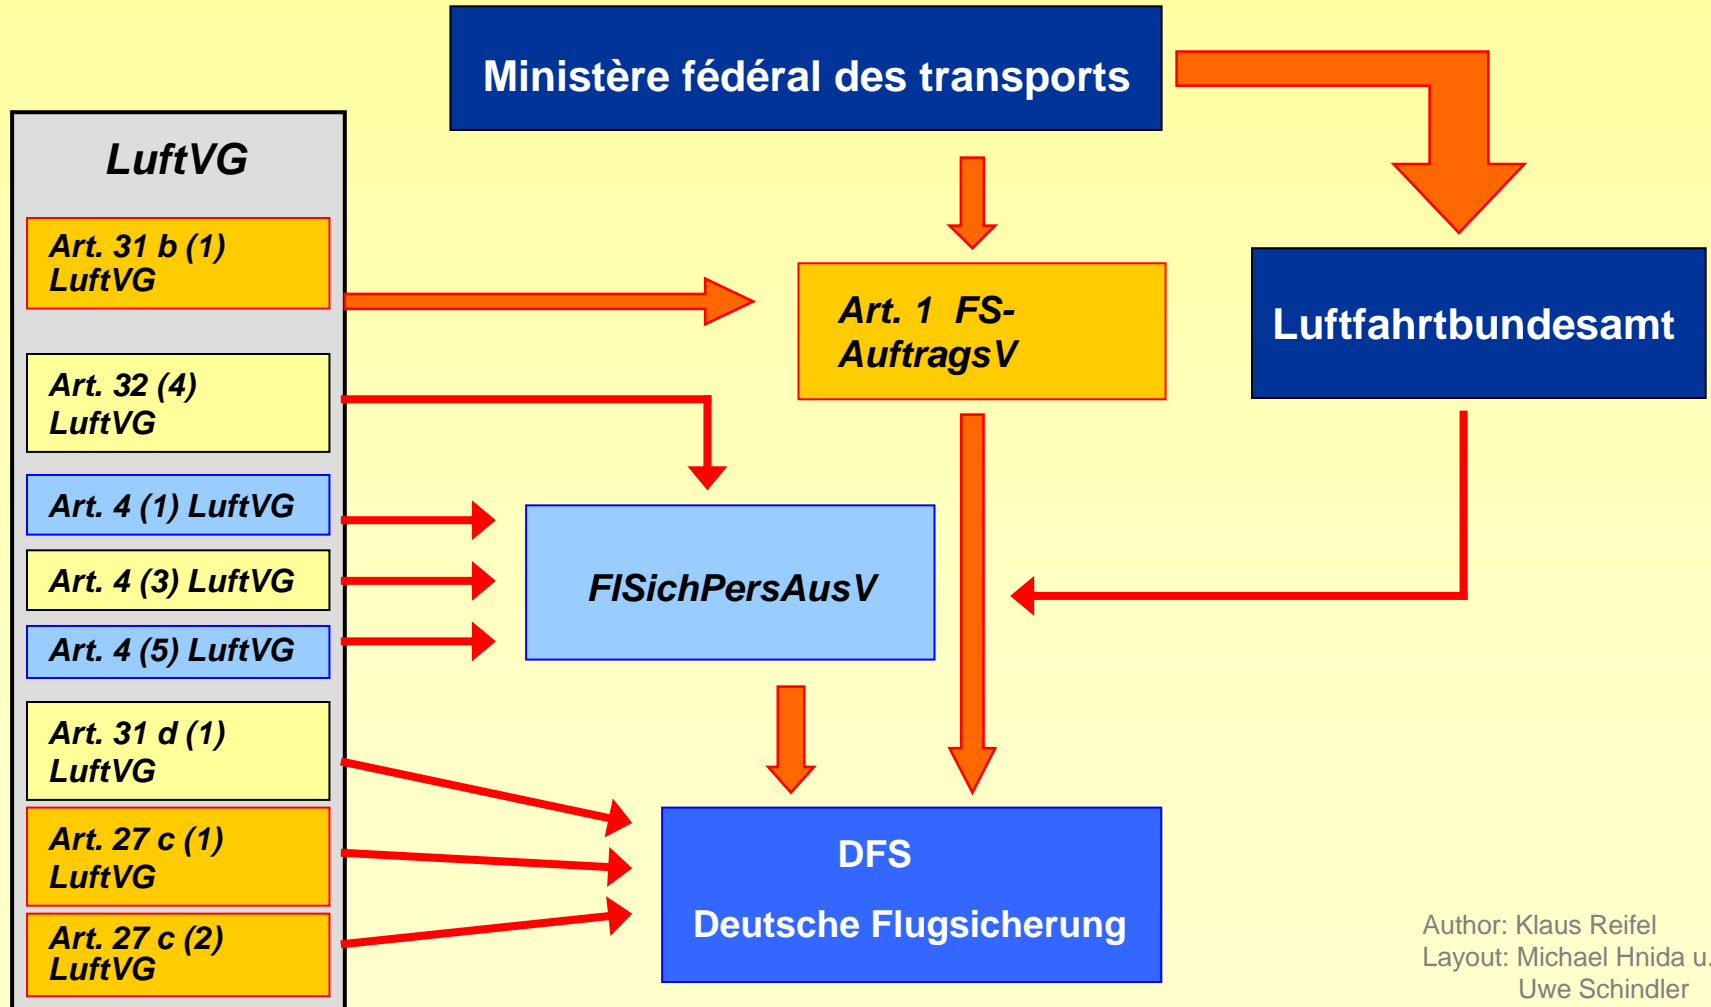 Ministère fédéral des transports
LuftVG
Art. 31 b (1)
LuftVG
Art. 32 (4)
LuftVG
Art. 4 (1) LuftVG
Art. 4 (3) LuftVG
Art. 4 (5) LuftVG
Art. 31 d (1)
LuftVG
Art. 27 c (1)
LuftVG
Art. 27 c (2)
LuftVG
Art. 1 FS-
AuftragsV
Luftfahrtbundesamt
FlSichPersAusV
DFS
Deutsche Flugsicherung
Author: Klaus Reifel
Layout: Michael Hnida u.
Uwe Schindler